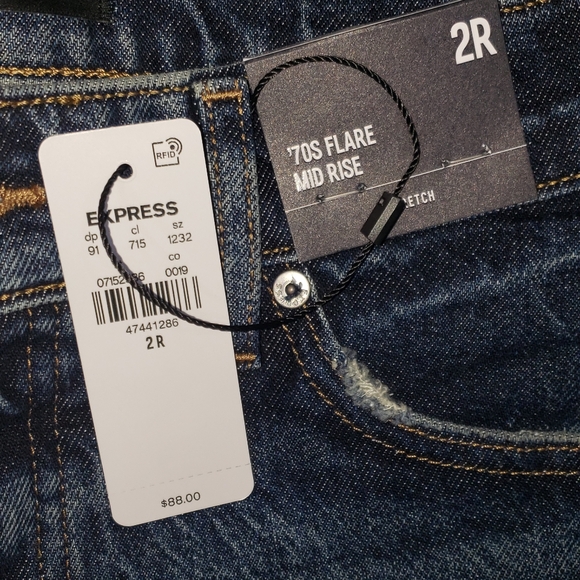 2R
'70S FLARE
MID RISE
RFID
EXPRESS
dp cl sz
91 715 1232
co
0019
47441286
2R
$88.00